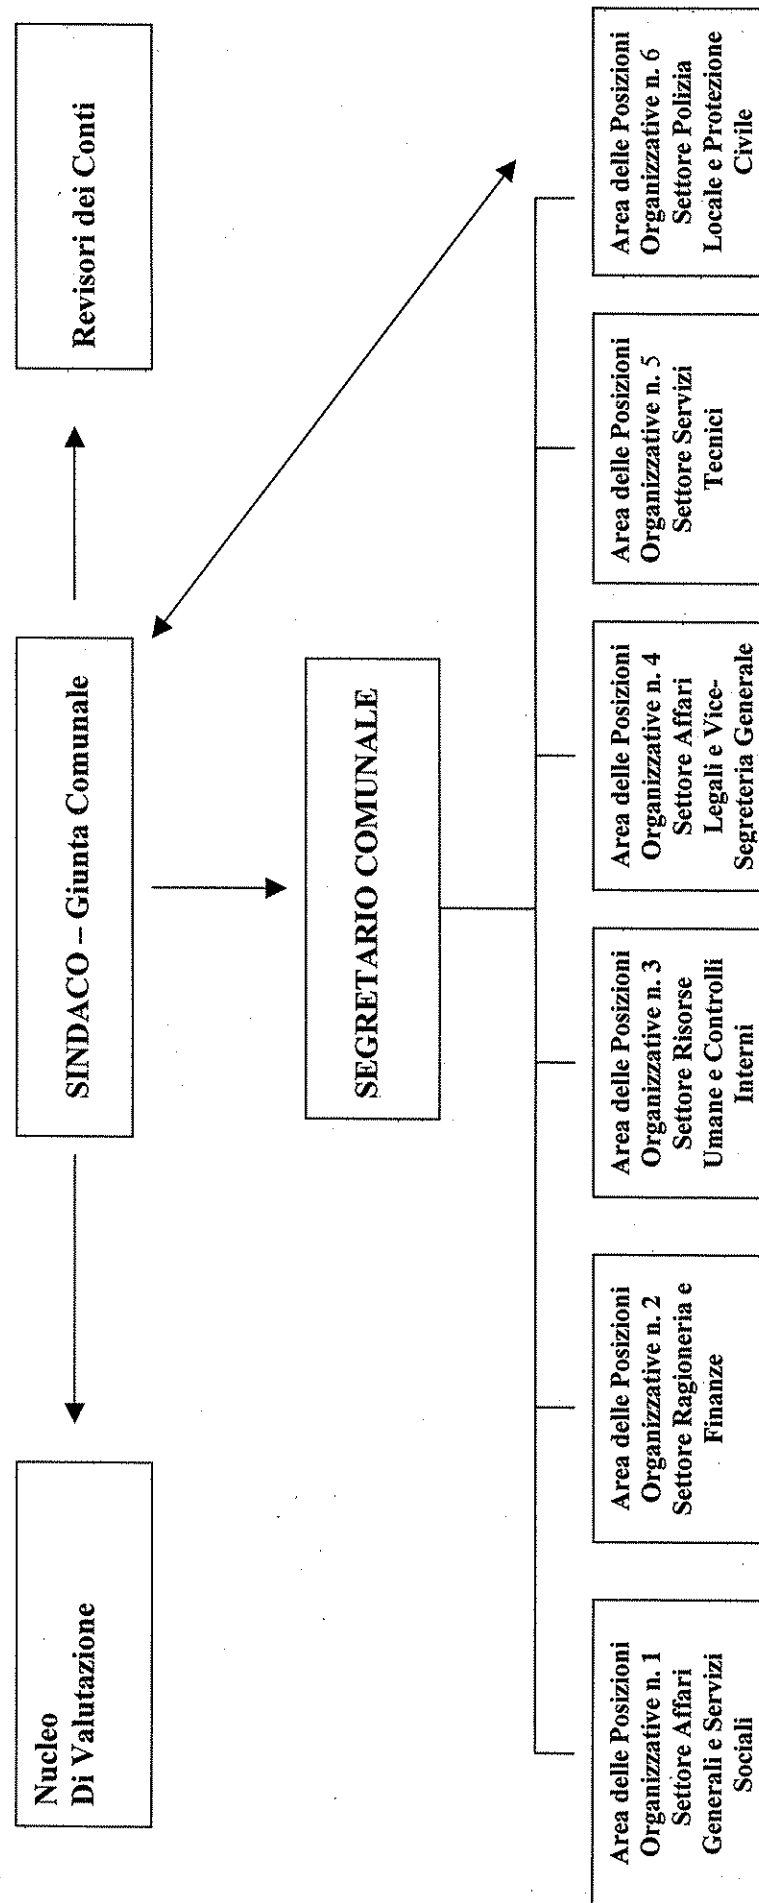 Nucleo
Di Valutazione
SINDACO – Giunta Comunale
Revisori dei Conti
SEGRETARIO COMUNALE
Area delle Posizioni
Organizzative n. 1
Settore Affari
Generali e Servizi
Sociali
Area delle Posizioni
Organizzative n. 2
Settore Ragioneria e
Finanze
Area delle Posizioni
Organizzative n. 3
Settore Risorse
Umane e Controlli
Interni
Area delle Posizioni
Organizzative n. 4
Settore Affari
Legali e Vice-
Segreteria Generale
Area delle Posizioni
Organizzative n. 5
Settore Servizi
Tecnici
Area delle Posizioni
Organizzative n. 6
Settore Polizia
Locale e Protezione
Civile